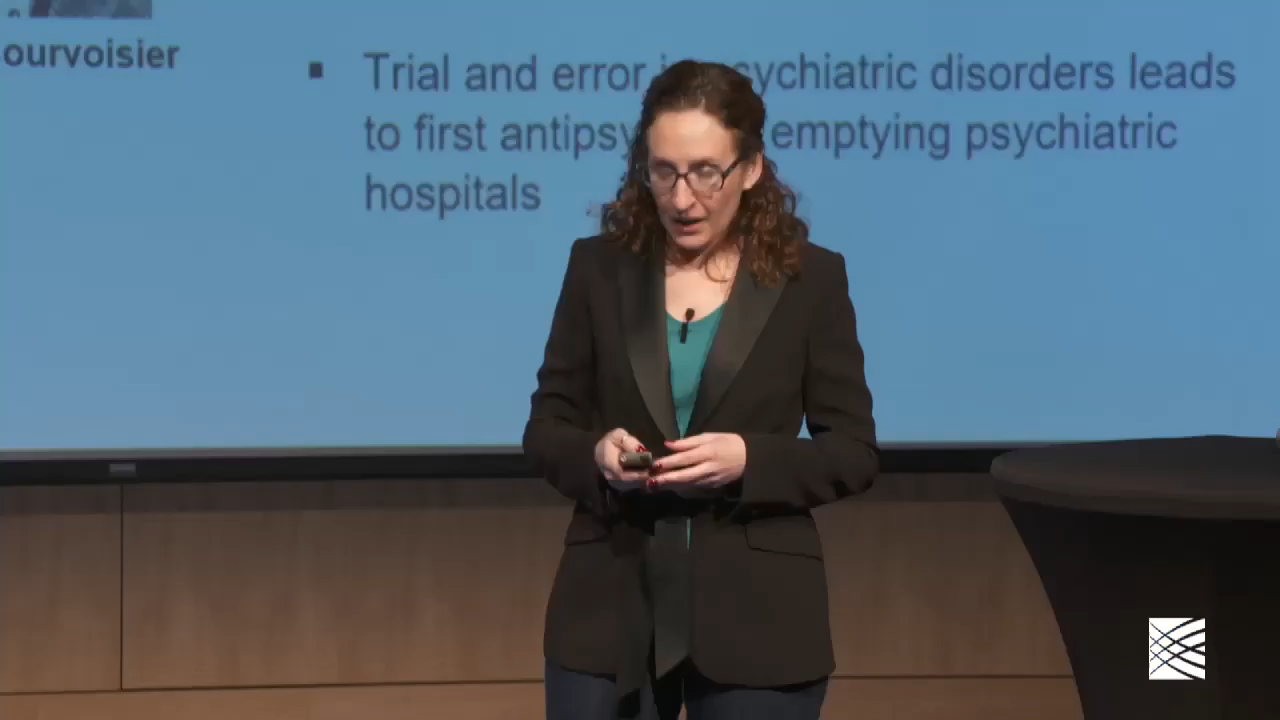 ourvoisier
▪ Trial and error sychiatric disorders leads
to first antipsy emptying psychiatric
hospitals